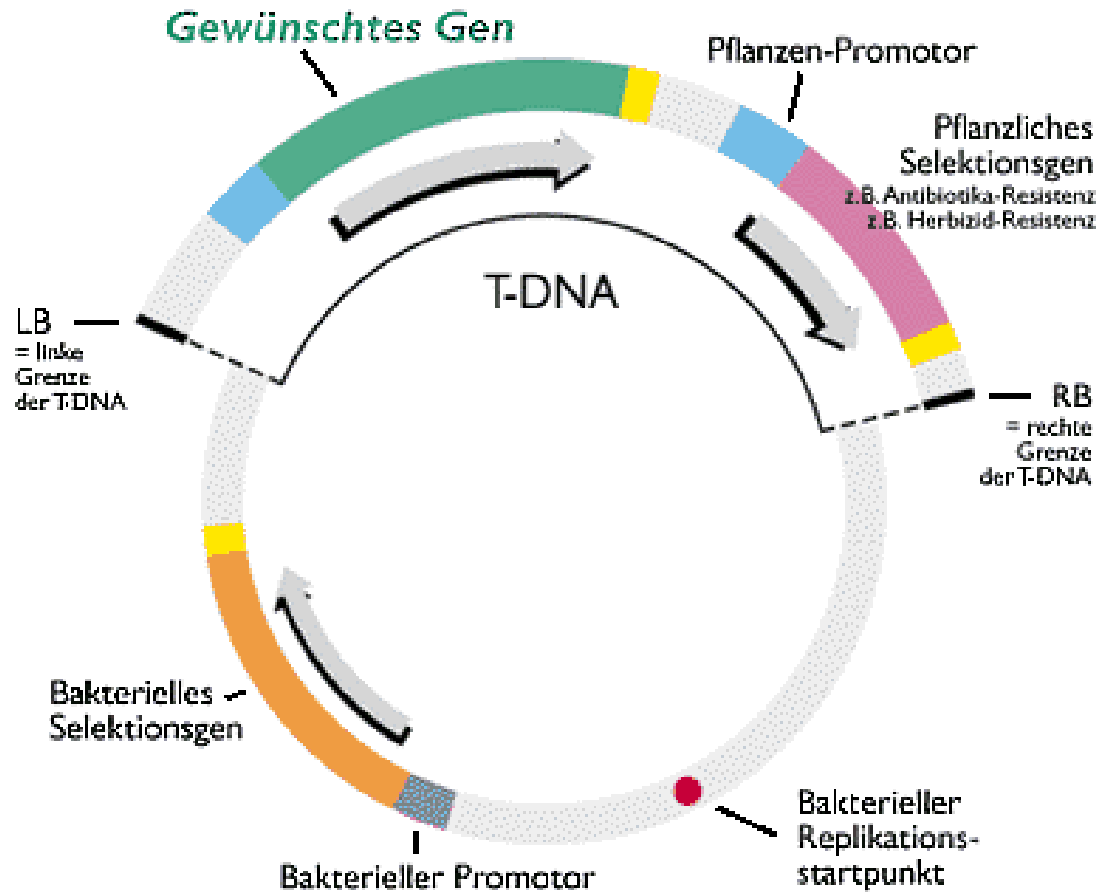 Gewünschtes Gen
Pflanzen-Promotor
Pflanzliches
Selektionsgen
z.B. Antibiotika-Resistenz
z.B. Herbizid-Resistenz
T-DNA
LB
= linke
Grenze
der T-DNA
RB
= rechte
Grenze
der T-DNA
Bakterielles
Selektionsgen
Bakterieller
Replikations-
startpunkt
Bakterieller Promotor